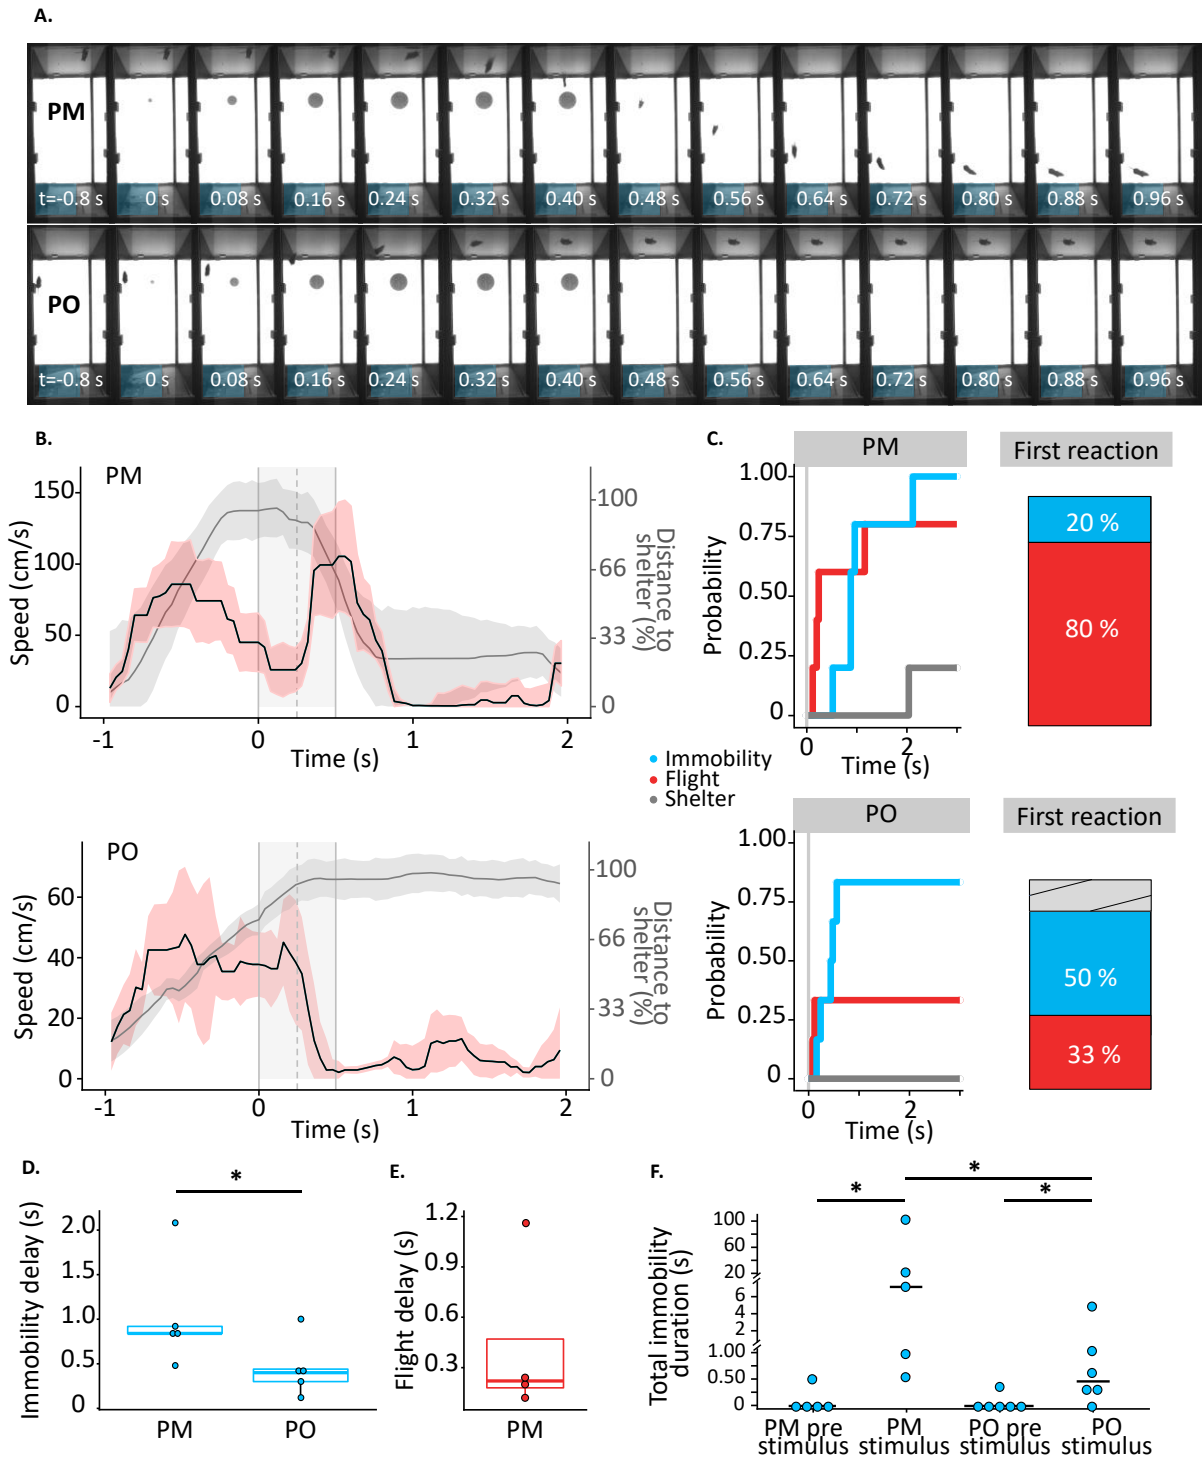 A.
PM
t=-0.8 s 0 s 0.08 s 0.16 s 0.24 s 0.32 s 0.40 s 0.48 s 0.56 s 0.64 s 0.72 s 0.80 s 0.88 s 0.96 s
PO
t=-0.8 s 0 s 0.08 s 0.16 s 0.24 s 0.32 s 0.40 s 0.48 s 0.56 s 0.64 s 0.72 s 0.80 s 0.88 s 0.96 s
B.
PM
Speed (cm/s)
150
100
50
0
100
66
33
0
Distance to
shelter (%)
-1 0 1 2
Time (s)
PO
Speed (cm/s)
60
40
20
0
100
66
33
0
Distance to
shelter (%)
-1 0 1 2
Time (s)
C.
PM
First reaction
Probability
1.00
0.75
0.50
0.25
0
0 2
Time (s)
20 %
80 %
Immobility
Flight
Shelter
PO
First reaction
Probability
1.00
0.75
0.50
0.25
0
0 2
Time (s)
50 %
33 %
D.
*
Immobility delay (s)
2.0
1.5
1.0
0.5
0
PM PO
E.
Flight delay (s)
1.2
0.9
0.6
0.3
PM
F.
*
* *
Total immobility
duration (s)
100
60
20
6
2
1.00
0.50
0
PM pre
stimulus
PM
stimulus
PO pre
stimulus
PO
stimulus